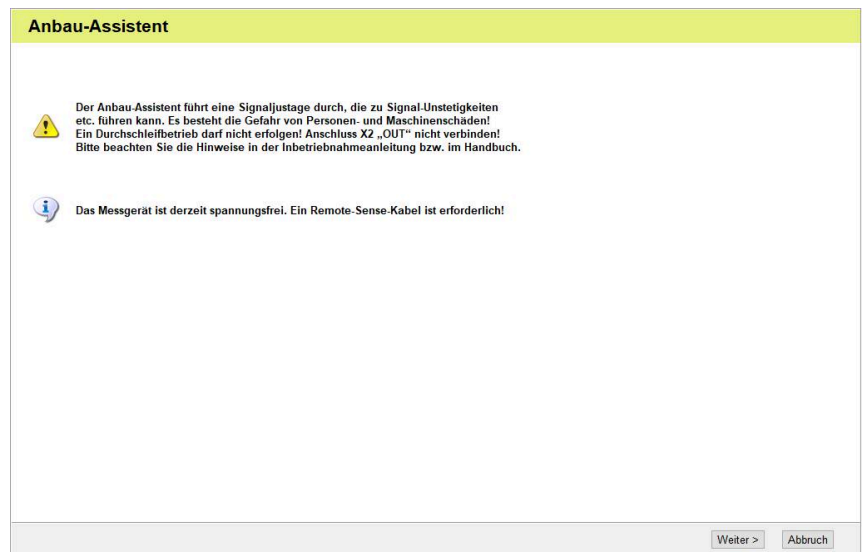 Anbau-Assistent
Der Anbau-Assistent führt eine Signaljustage durch, die zu Signal-Unstetigkeiten
etc. führen kann. Es besteht die Gefahr von Personen- und Maschinenschäden!
Ein Durchschleifbetrieb darf nicht erfolgen! Anschluss X2 „OUT“ nicht verbinden!
Bitte beachten Sie die Hinweise in der Inbetriebnahmeanleitung bzw. im Handbuch.
Das Messgerät ist derzeit spannungsfrei. Ein Remote-Sense-Kabel ist erforderlich!
Weiter > Abbruch